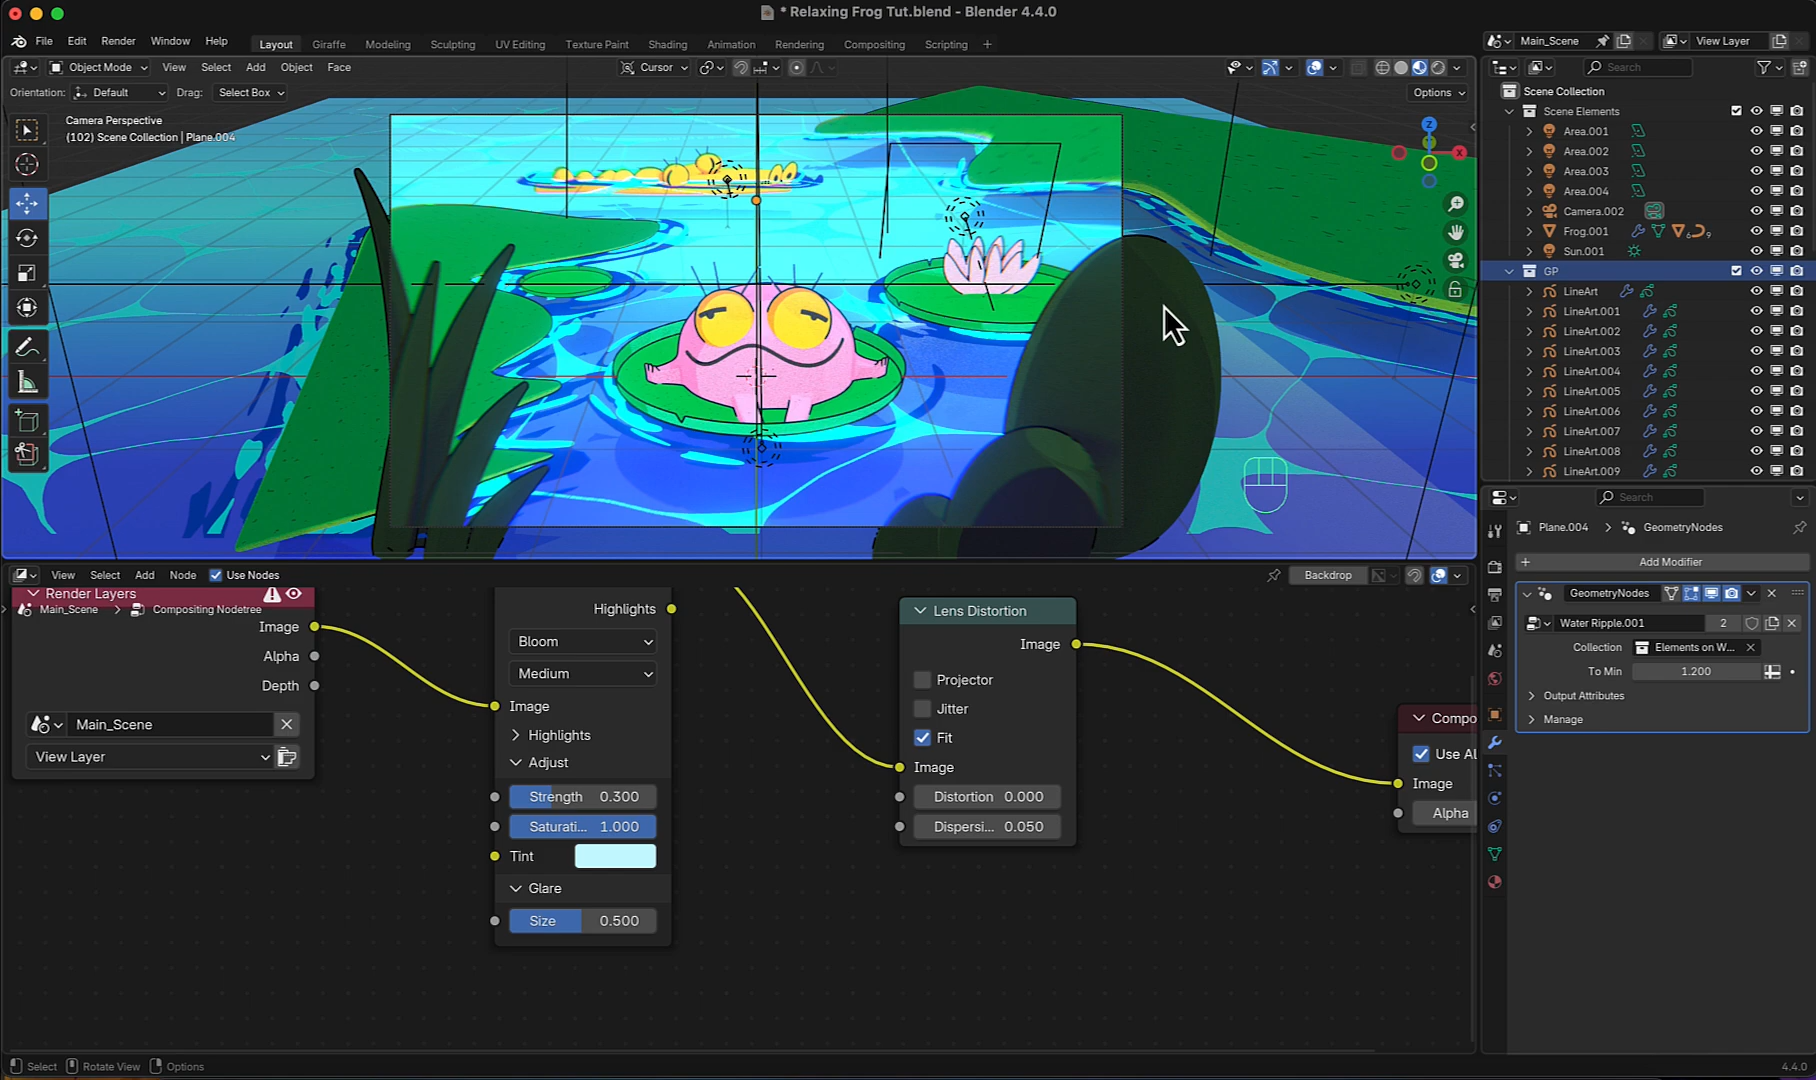 * Relaxing Frog Tut.blend - Blender 4.4.0
File Edit Render Window Help Layout Giraffe Modeling Sculpting UV Editing Texture Paint Shading Animation Rendering Compositing Scripting + Main_Scene View Layer
Object Mode View Select Add Object Face Cursor Search
Orientation: Default Drag: Select Box Options
Camera Perspective
(102) Scene Collection | Plane.004
Z
X
Scene Collection
Scene Elements
Area.001
Area.002
Area.003
Area.004
Camera.002
Frog.001
6 9
Sun.001
GP
LineArt
LineArt.001
LineArt.002
LineArt.003
LineArt.004
LineArt.005
LineArt.006
LineArt.007
LineArt.008
LineArt.009
Search
Plane.004 > GeometryNodes
+ Add Modifier
GeometryNodes
Water Ripple.001 2
Collection Elements on W...
To Min 1.200
Output Attributes
Manage
View Select Add Node Use Nodes Backdrop
Render Layers
Main_Scene > Compositing Nodetree
Image
Alpha
Depth
Main_Scene
View Layer
Highlights
Bloom
Medium
Image
Highlights
Adjust
Strength 0.300
Saturati... 1.000
Tint
Glare
Size 0.500
Lens Distortion
Image
Projector
Jitter
Fit
Image
Distortion 0.000
Dispersi... 0.050
Compo
Use Al
Image
Alpha
Select Rotate View Options 4.4.0